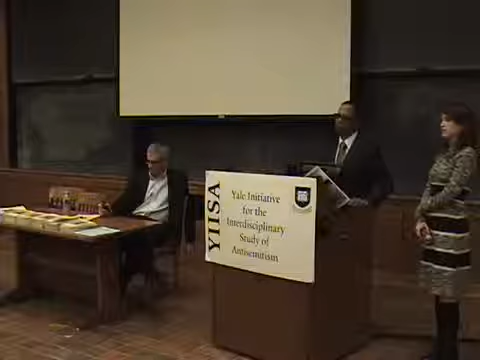 YIISA
Yale Initiative
for the
Interdisciplinary
Study of
Antisemitism